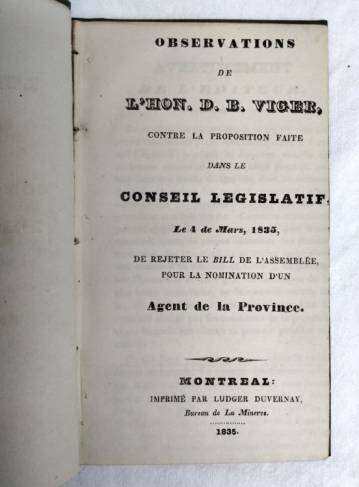 OBSERVATIONS
DE
L'HON. D. B. VIGER,
CONTRE LA PROPOSITION FAITE
DANS LE
CONSEIL LEGISLATIF,
Le 4 de Mars, 1835,
DE REJETER LE BILL DE L'ASSEMBLÉE,
POUR LA NOMINATION D'UN
Agent de la Province.
MONTREAL:
IMPRIMÉ PAR LUDGER DUVERNAY,
Bureau de La Minerve.
1835.